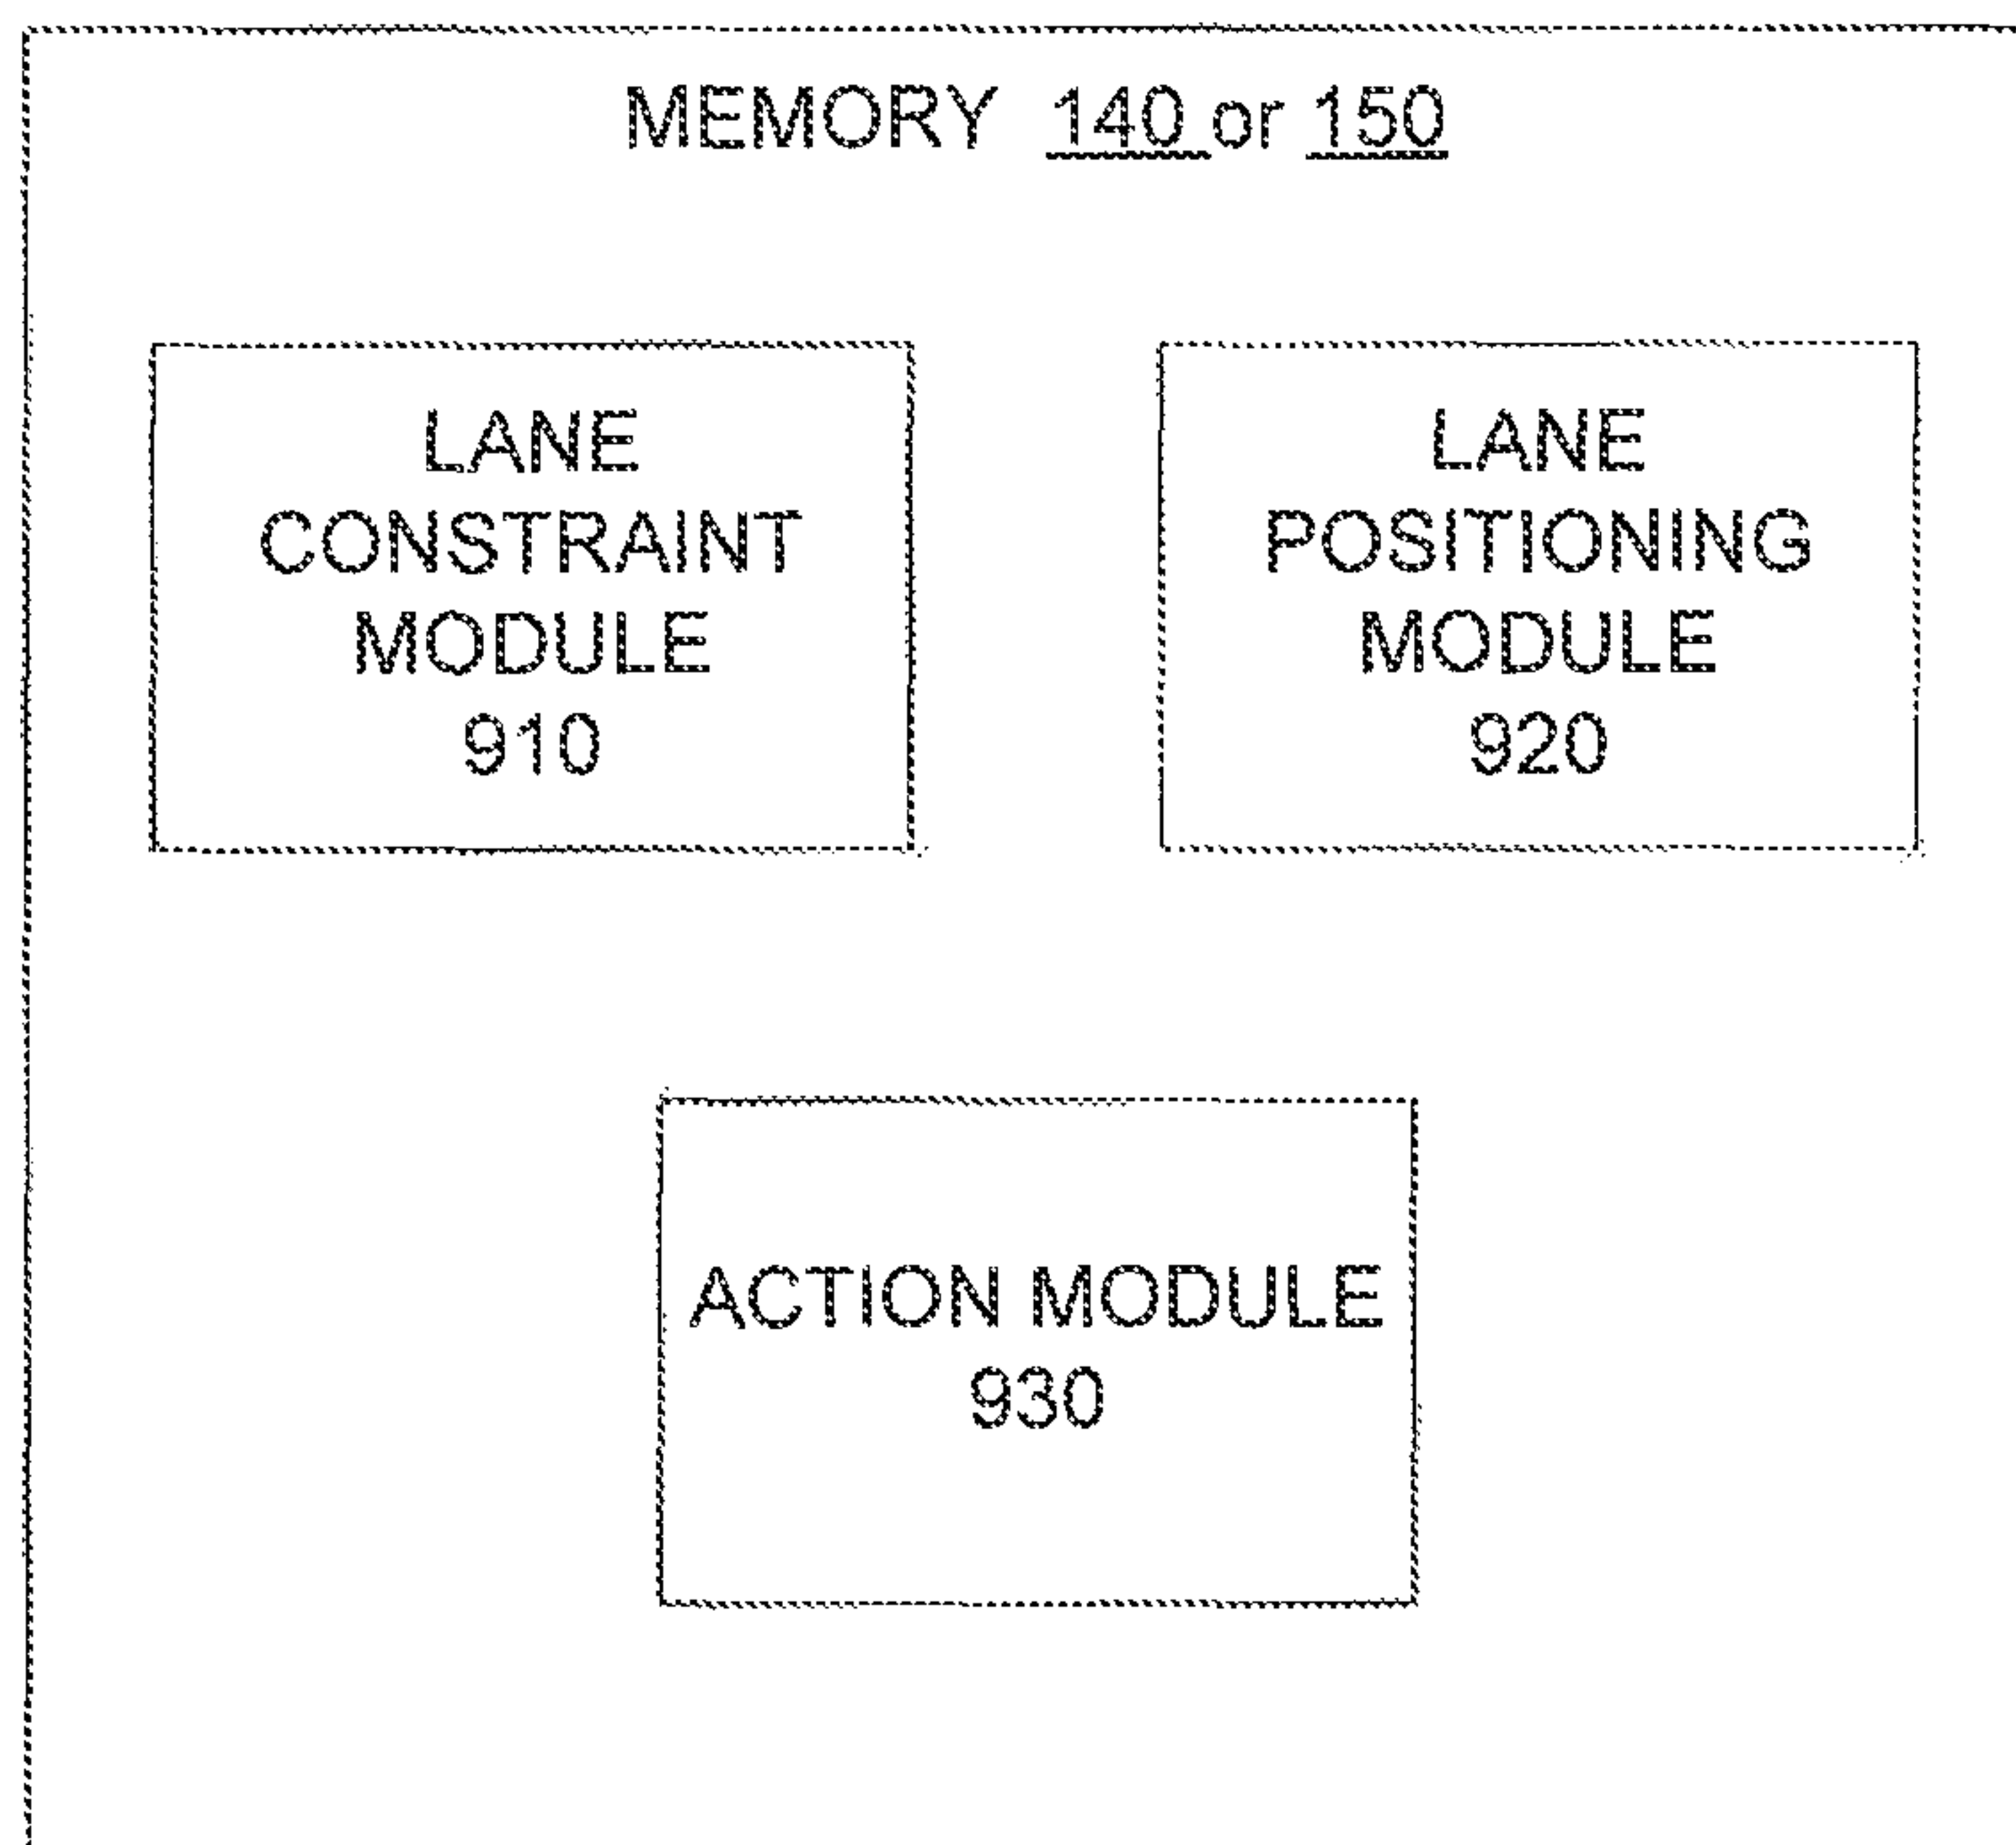 MEMORY 140 or 150
LANE
CONSTRAINT
MODULE
910
LANE
POSITIONING
MODULE
920
ACTION MODULE
930